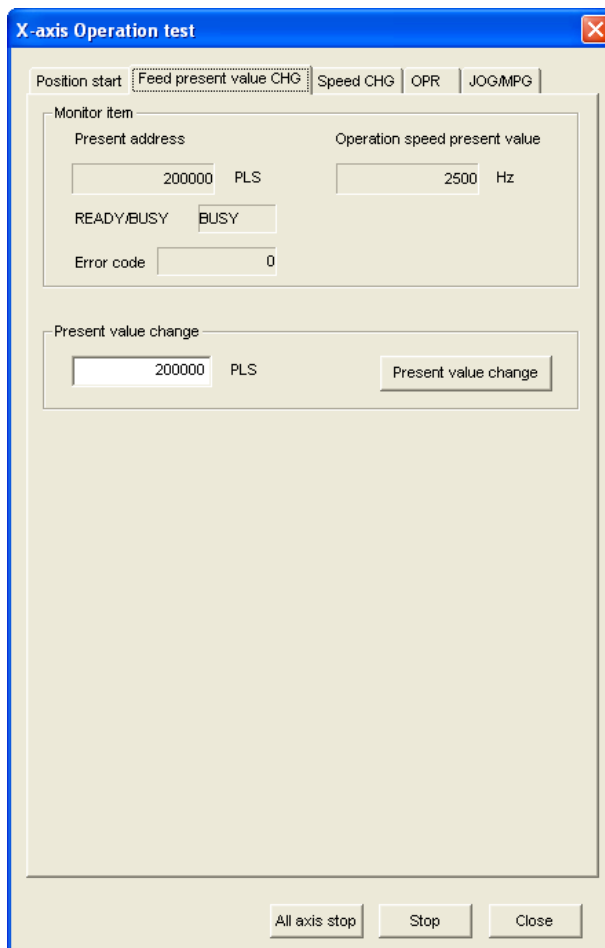 X-axis Operation test
Position start Feed present value CHG Speed CHG OPR JOG/MPG
Monitor item
Present address Operation speed present value
200000 PLS 2500 Hz
READY/BUSY BUSY
Error code 0
Present value change
200000 PLS Present value change
All axis stop Stop Close